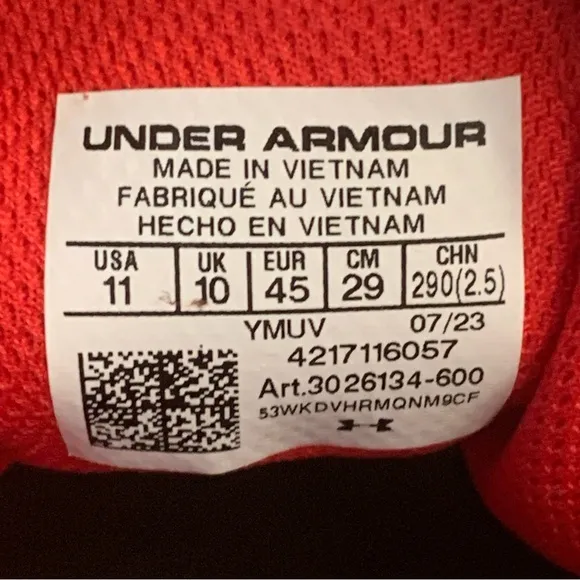 UNDER ARMOUR
MADE IN VIETNAM
FABRIQUÉ AU VIETNAM
HECHO EN VIETNAM
USA UK EUR CM CHN
11 10 45 29 290(2.5)
YMUV 07/23
4217116057
Art.3026134-600
53WKDVHRMQNM9CF